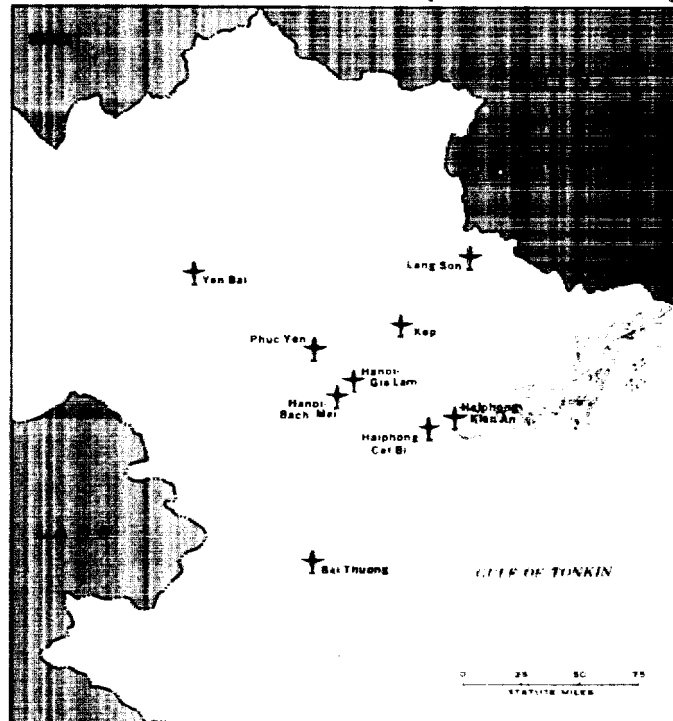 Lang Son
Yen Bai
Kep
Phuc Yen
Hanoi-
Gia Lam
Hanoi-
Bach Mai
Haiphong
Kien An
Haiphong
Cat Bi
Bai Thuong
GULF OF TONKIN
0 25 50 75
STATUTE MILES